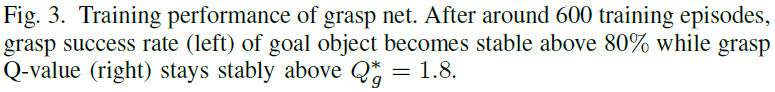 Fig. 3. Training performance of grasp net. After around 600 training episodes,
grasp success rate (left) of goal object becomes stable above 80% while grasp
Q-value (right) stays stably above $Q_g^* = 1.8$.